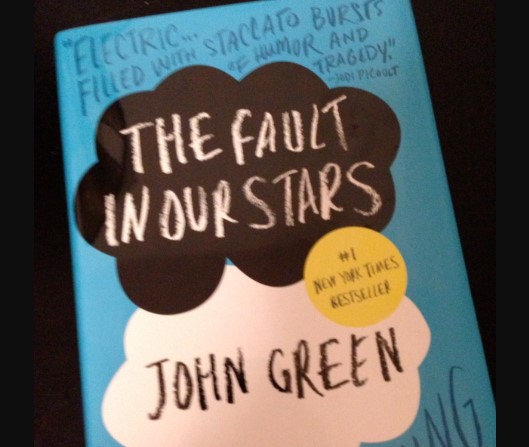 "ELECTRIC... STACCATO BURSTS
FILLED WITH OF HUMOR AND
TRAGEDY."
-JODI PICOULT
THE FAULT
IN OUR STARS
#1
NEW YORK TIMES
BESTSELLER
JOHN GREEN